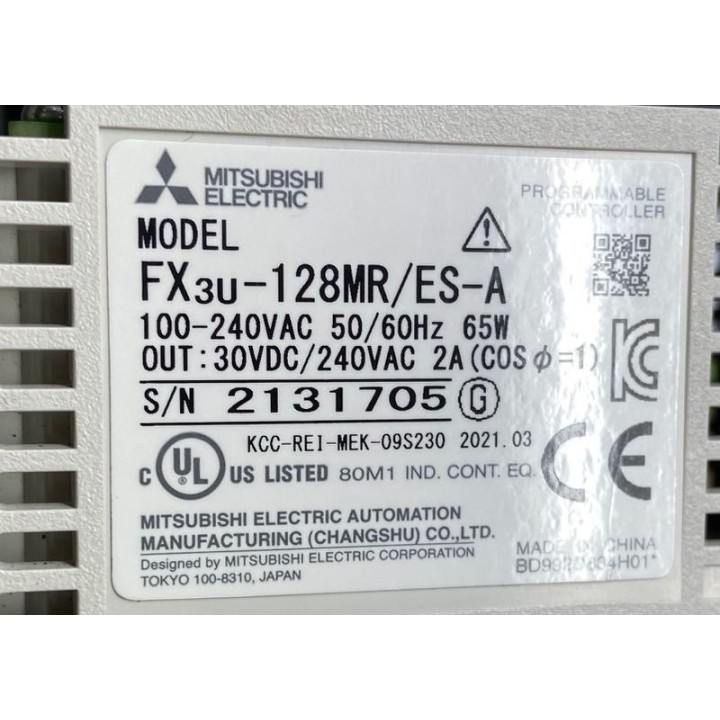 MITSUBISHI
ELECTRIC
PROGRAMMABLE
CONTROLLER
MODEL
FX3U-128MR/ES-A
100-240VAC 50/60Hz 65W
OUT:30VDC/240VAC 2A(COSφ=1)
S/N 2131705 G
KCC-REI-MEK-09S230 2021.03
C UL US LISTED 80M1 IND. CONT. EQ.
CE
MITSUBISHI ELECTRIC AUTOMATION
MANUFACTURING (CHANGSHU) CO.,LTD.
Designed by MITSUBISHI ELECTRIC CORPORATION
TOKYO 100-8310, JAPAN
MADE IN CHINA